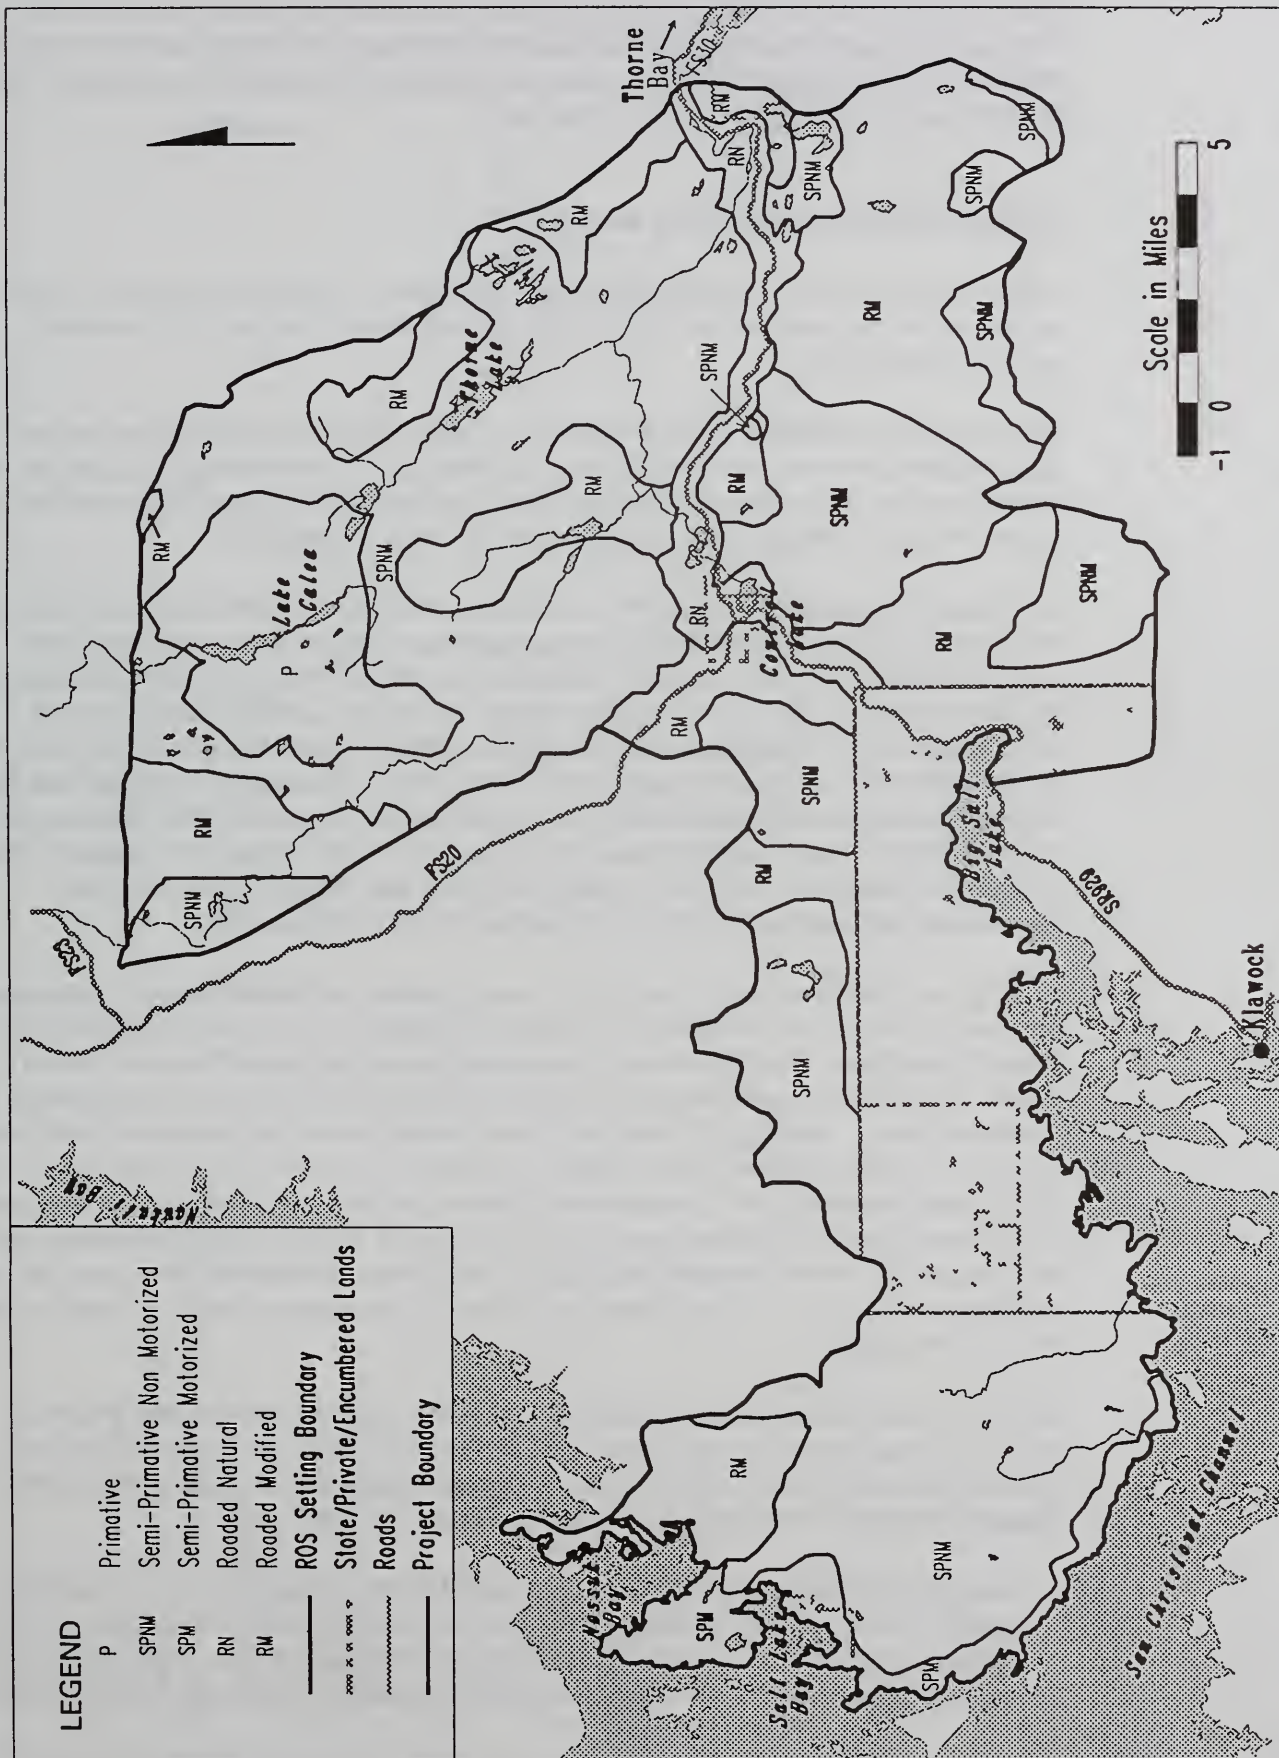 LEGEND
P Primative
SPNM Semi-Primative Non Motorized
SPM Semi-Primative Motorized
RN Roaded Natural
RM Roaded Modified
ROS Setting Boundary
State/Private/Encumbered Lands
Roads
Project Boundary
Naukati Bay
FS23
SPNM
RM
FS20
P
Lake
Galea
RM
SPNM
RM
Thorne
Lake
RM
RM
SPNM
RN
RM
Thorne
Bay
FS30
RN
RM
SPNM
RM
SPNM
SPNM
SPNM
RM
SPNM
SPNM
RM
Lake
RM
SPNM
RM
SPNM
Big Salt
Lake
SR929
Klawock
RM
Nossuk
Bay
SPM
Salt Lake
Bay
SPM
SPNM
San Christoval Channel
Scale in Miles
-1 0 5